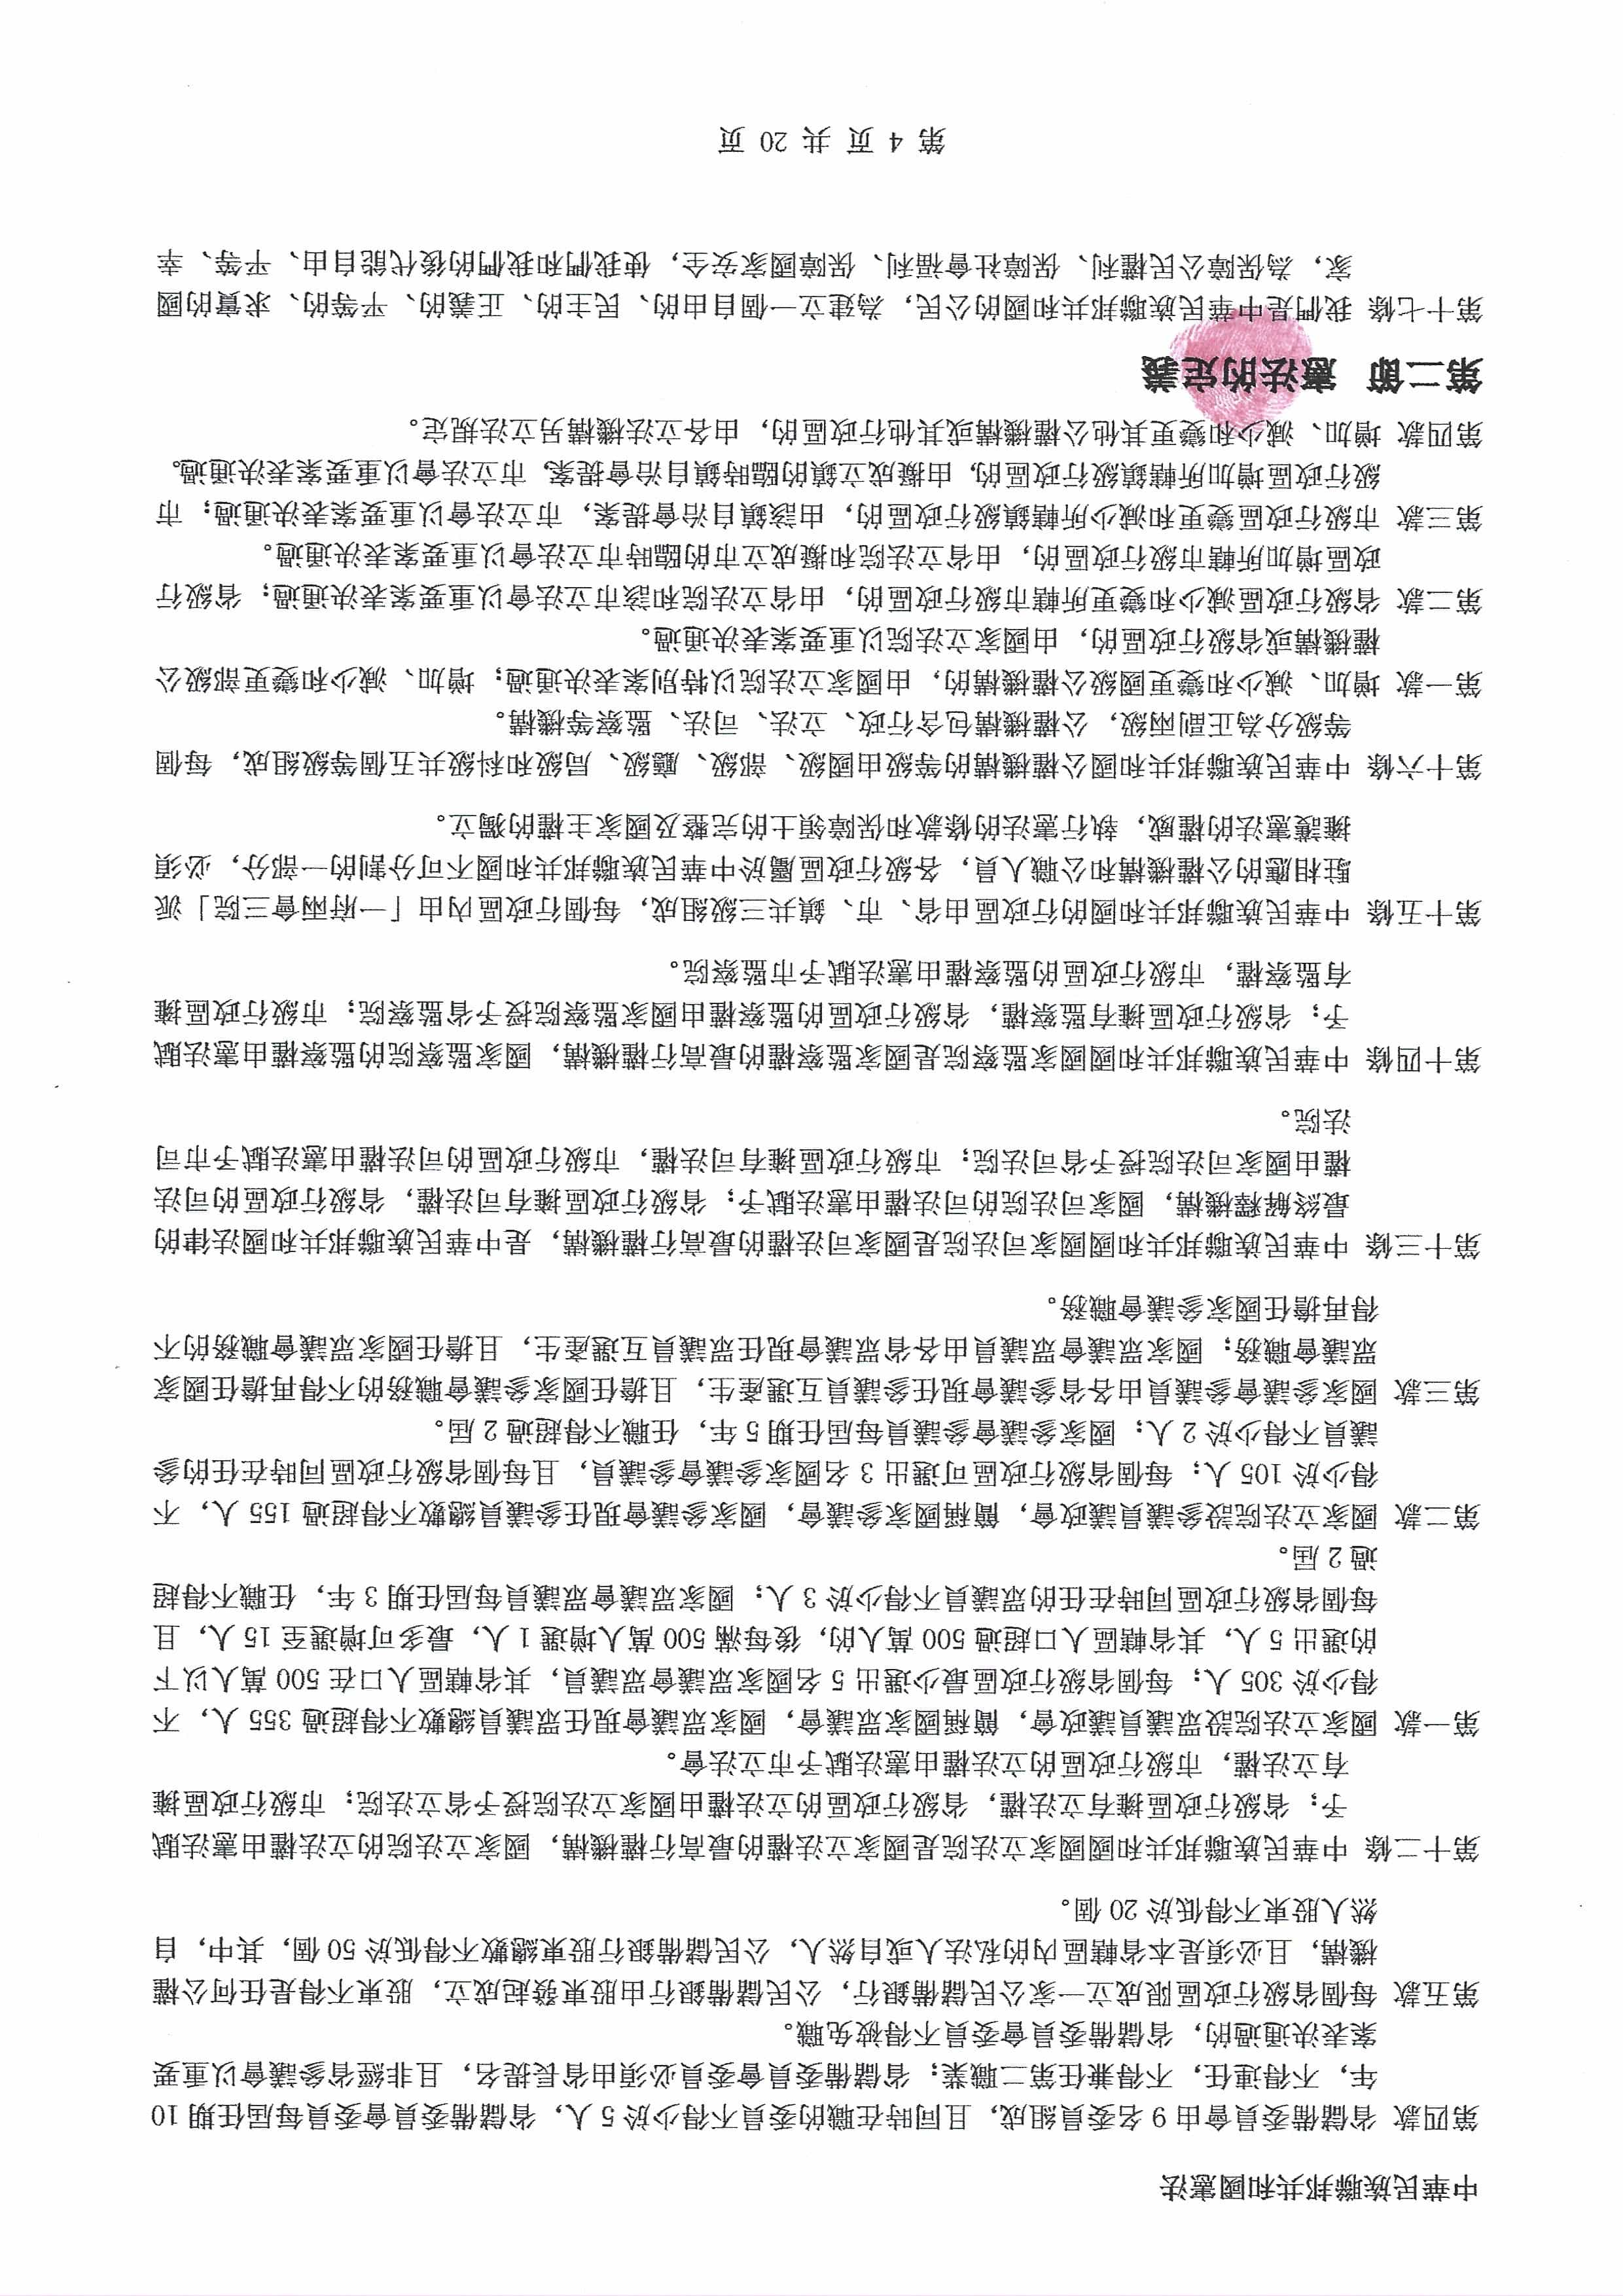 中華民族聯邦共和國憲法
第四款 省儲備委員會由 9 名委員組成，且同時在職的委員不得少於 5 人，省儲備委員會委員每屆任期 10
年，不得連任，不得兼任第二職業；省儲備委員會委員必須由省長提名，且非經省參議會以重要
案表決通過的，省儲備委員會委員不得被免職。
第五款 每個省級行政區限成立一家公民儲備銀行，公民儲備銀行由股東發起成立，股東不得是任何公權
機構，且必須是本省轄區內的私法人或自然人，公民儲備銀行股東總數不得低於 50 個，其中，自
然人股東不得低於 20 個。
第十二條 中華民族聯邦共和國國家立法院是國家立法權的最高行權機構，國家立法院的立法權由憲法賦
予；省級行政區擁有立法權，省級行政區的立法權由國家立法院授予省立法院；市級行政區擁
有立法權，市級行政區的立法權由憲法賦予市立法會。
第一款 國家立法院設眾議員議政會，簡稱國家眾議會，國家眾議會現任眾議員總數不得超過 355 人，不
得少於 305 人；每個省級行政區最少選出 5 名國家眾議會眾議員，其省轄區人口在 500 萬人以下
的選出 5 人，其省轄區人口超過 500 萬人的，後每滿 500 萬人增選 1 人，最多可增選至 15 人，且
每個省級行政區同時在任的眾議員不得少於 3 人；國家眾議會眾議員每屆任期 3 年，任職不得超
過 2 屆。
第二款 國家立法院設參議員議政會，簡稱國家參議會，國家參議會現任參議員總數不得超過 155 人，不
得少於 105 人；每個省級行政區可選出 3 名國家參議會參議員，且每個省級行政區同時在任的參
議員不得少於 2 人；國家參議會參議員每屆任期 5 年，任職不得超過 2 屆。
第三款 國家參議會參議員由各省參議會現任參議員互選產生，且擔任國家參議會職務的不得再擔任國家
眾議會職務；國家眾議會眾議員由各省眾議會現任眾議員互選產生，且擔任國家眾議會職務的不
得再擔任國家參議會職務。
第十三條 中華民族聯邦共和國國家司法院是國家司法權的最高行權機構，是中華民族聯邦共和國法律的
最終解釋機構，國家司法院的司法權由憲法賦予；省級行政區擁有司法權，省級行政區的司法
權由國家司法院授予省司法院；市級行政區擁有司法權，市級行政區的司法權由憲法賦予市司
法院。
第十四條 中華民族聯邦共和國國家監察院是國家監察權的最高行權機構，國家監察院的監察權由憲法賦
予；省級行政區擁有監察權，省級行政區的監察權由國家監察院授予省監察院；市級行政區擁
有監察權，市級行政區的監察權由憲法賦予市監察院。
第十五條 中華民族聯邦共和國的行政區由省、市、鎮共三級組成，每個行政區內由「一府兩會三院」派
駐相應的公權機構和公職人員，各級行政區屬於中華民族聯邦共和國不可分割的一部分，必須
擁護憲法的權威，執行憲法的條款和保障領土的完整及國家主權的獨立。
第十六條 中華民族聯邦共和國公權機構的等級由國級、部級、廳級、局級和科級共五個等級組成，每個
等級分為正副兩級，公權機構包含行政、立法、司法、監察等機構。
第一款 增加、減少和變更國級公權機構的，由國家立法院以特別案表決通過；增加、減少和變更部級公
權機構或省級行政區的，由國家立法院以重要案表決通過。
第二款 省級行政區減少和變更所轄市級行政區的，由省立法院和該市立法會以重要案表決通過；省級行
政區增加所轄市級行政區的，由省立法院和擬成立市的臨時市立法會以重要案表決通過。
第三款 市級行政區變更和減少所轄鎮級行政區的，由該鎮自治會提案，市立法會以重要案表決通過；市
級行政區增加所轄鎮級行政區的，由擬成立鎮的臨時鎮自治會提案，市立法會以重要案表決通過。
第四款 增加、減少和變更其他公權機構或其他行政區的，由各立法機構另立法規定。
第二節 憲法的定義
第十七條 我們是中華民族聯邦共和國的公民，為建立一個自由的、民主的、正義的、平等的、求實的國
家，為保障公民權利、保障社會福利、保障國家安全，使我們和我們的後代能自由、平等、幸
第 4 页 共 20 页